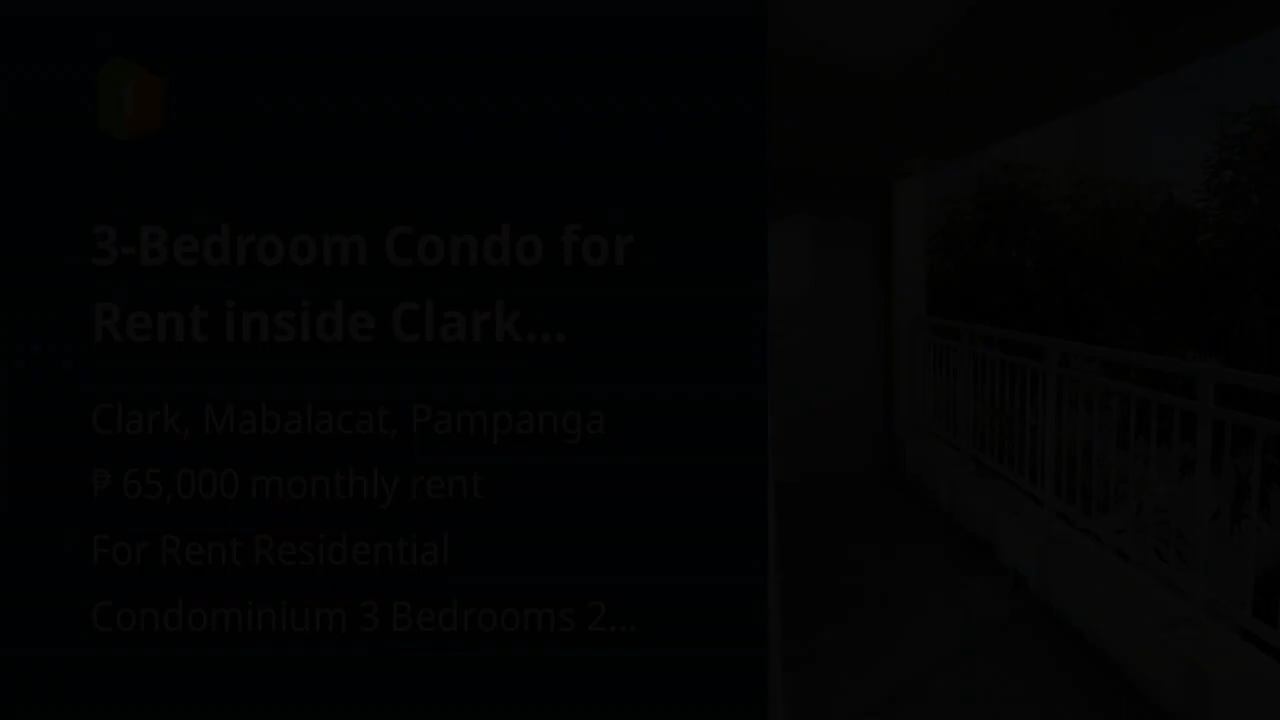 3-Bedroom Condo for
Rent inside Clark...
Clark, Mabalacat, Pampanga
₱ 65,000 monthly rent
For Rent Residential
Condominium 3 Bedrooms 2...